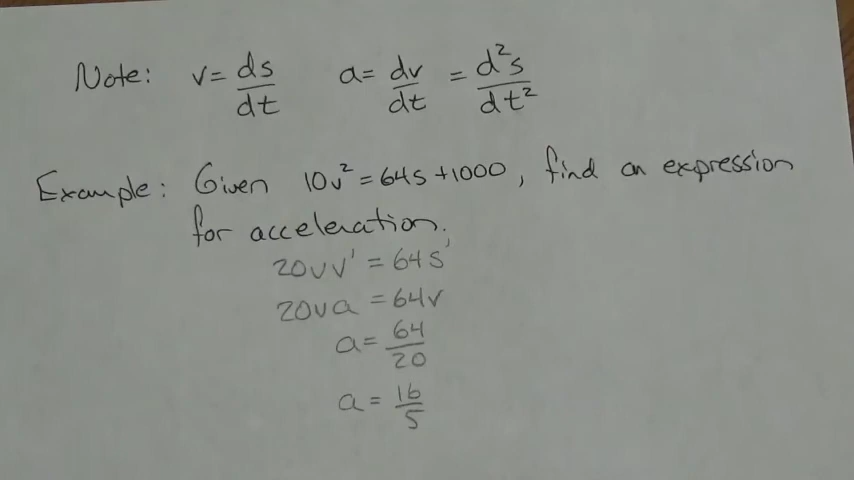 Note: v = ds/dt a = dv/dt = d²s/dt²
Example: Given 10v² = 64s + 1000, find an expression
for acceleration.
20vv' = 64s'
20va = 64v
a = 64/20
a = 16/5